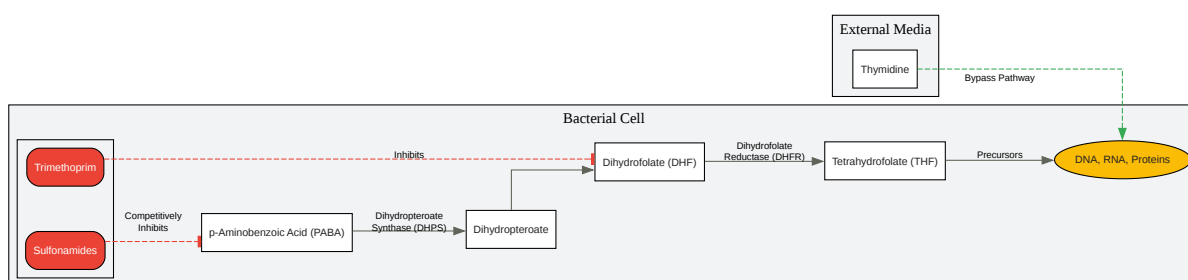 External Media
Thymidine
Bypass Pathway
Bacterial Cell
Trimethoprim
Inhibits
Dihydrofolate (DHF)
Dihydrofolate
Reductase (DHFR)
Tetrahydrofolate (THF)
Precursors
DNA, RNA, Proteins
Sulfonamides
Competitively
Inhibits
p-Aminobenzoic Acid (PABA)
Dihydropteroate
Synthase (DHPS)
Dihydropteroate